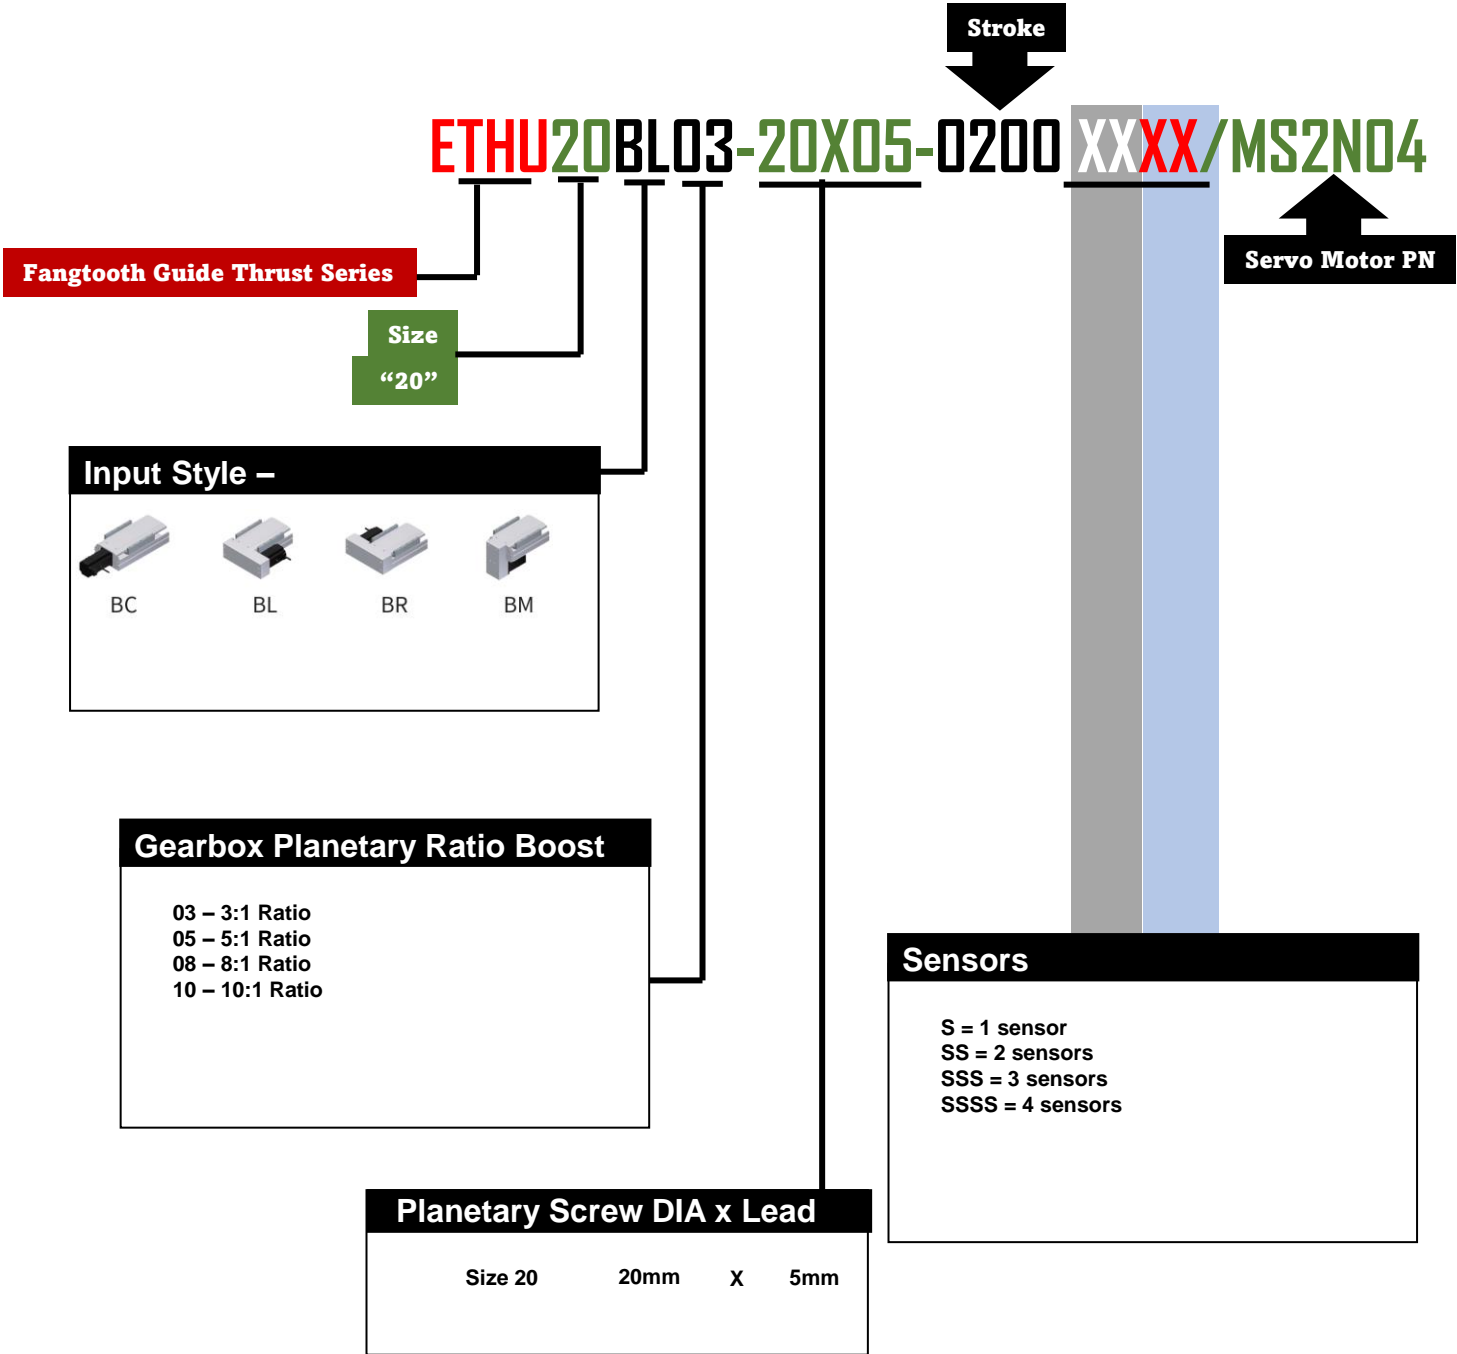 Stroke
ETHU20BL03-20X05-0200 XXXX/MS2N04
Fangtooth Guide Thrust Series
Servo Motor PN
Size
“20”
Input Style –
BC BL BR BM
Gearbox Planetary Ratio Boost
03 – 3:1 Ratio
05 – 5:1 Ratio
08 – 8:1 Ratio
10 – 10:1 Ratio
Sensors
S = 1 sensor
SS = 2 sensors
SSS = 3 sensors
SSSS = 4 sensors
Planetary Screw DIA x Lead
Size 20 20mm X 5mm